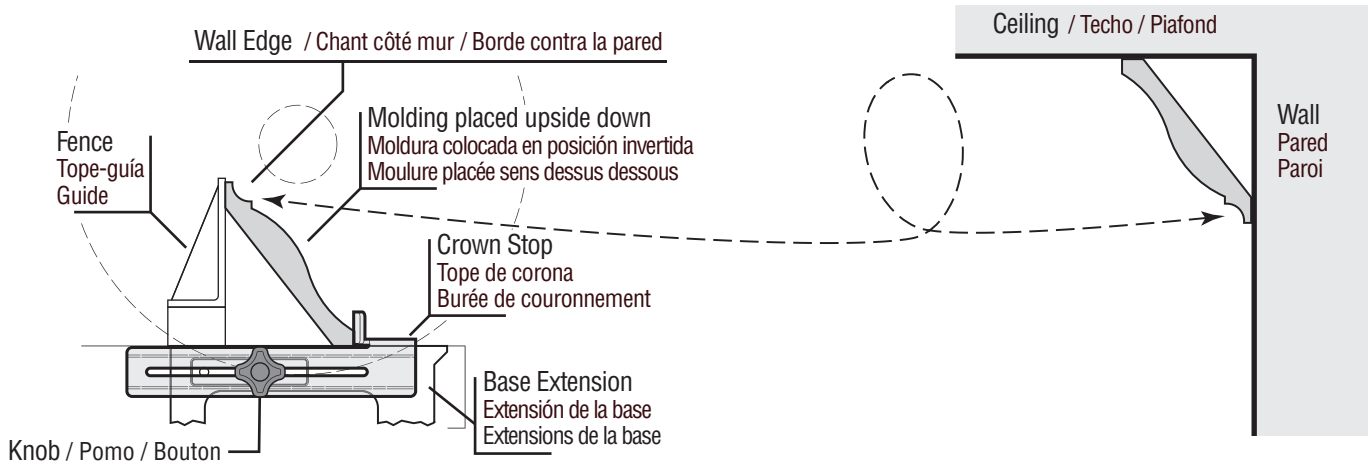 Wall Edge / Chant côté mur / Borde contra la pared
Ceiling / Techo / Piafond
Fence
Tope-guía
Guide
Molding placed upside down
Moldura colocada en posición invertida
Moulure placée sens dessus dessous
Wall
Pared
Paroi
Crown Stop
Tope de corona
Burée de couronnement
Base Extension
Extensión de la base
Extensions de la base
Knob / Pomo / Bouton